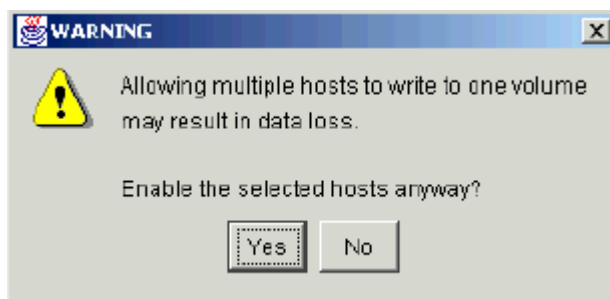 WARNING
Allowing multiple hosts to write to one volume
may result in data loss.
Enable the selected hosts anyway?
Yes
No